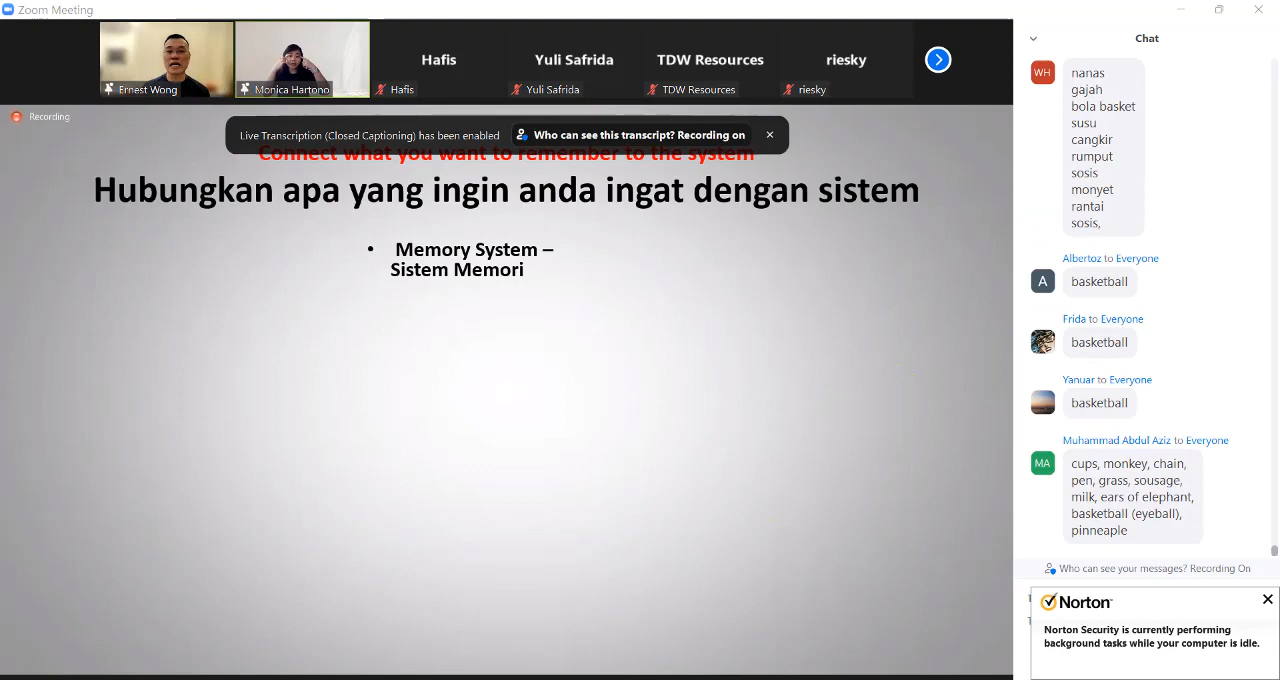 Zoom Meeting
Ernest Wong
Monica Hartono
Hafis
Hafis
Yuli Safrida
Yuli Safrida
TDW Resources
TDW Resources
riesky
riesky
Recording
Live Transcription (Closed Captioning) has been enabled
Who can see this transcript? Recording on
Connect what you want to remember to the system
Hubungkan apa yang ingin anda ingat dengan sistem
• Memory System –
Sistem Memori
Chat
WH
nanas
gajah
bola basket
susu
cangkir
rumput
sosis
monyet
rantai
sosis,
Albertoz to Everyone
A
basketball
Frida to Everyone
basketball
Yanuar to Everyone
basketball
Muhammad Abdul Aziz to Everyone
MA
cups, monkey, chain,
pen, grass, sousage,
milk, ears of elephant,
basketball (eyeball),
pinneaple
Who can see your messages? Recording On
Norton
Norton Security is currently performing
background tasks while your computer is idle.